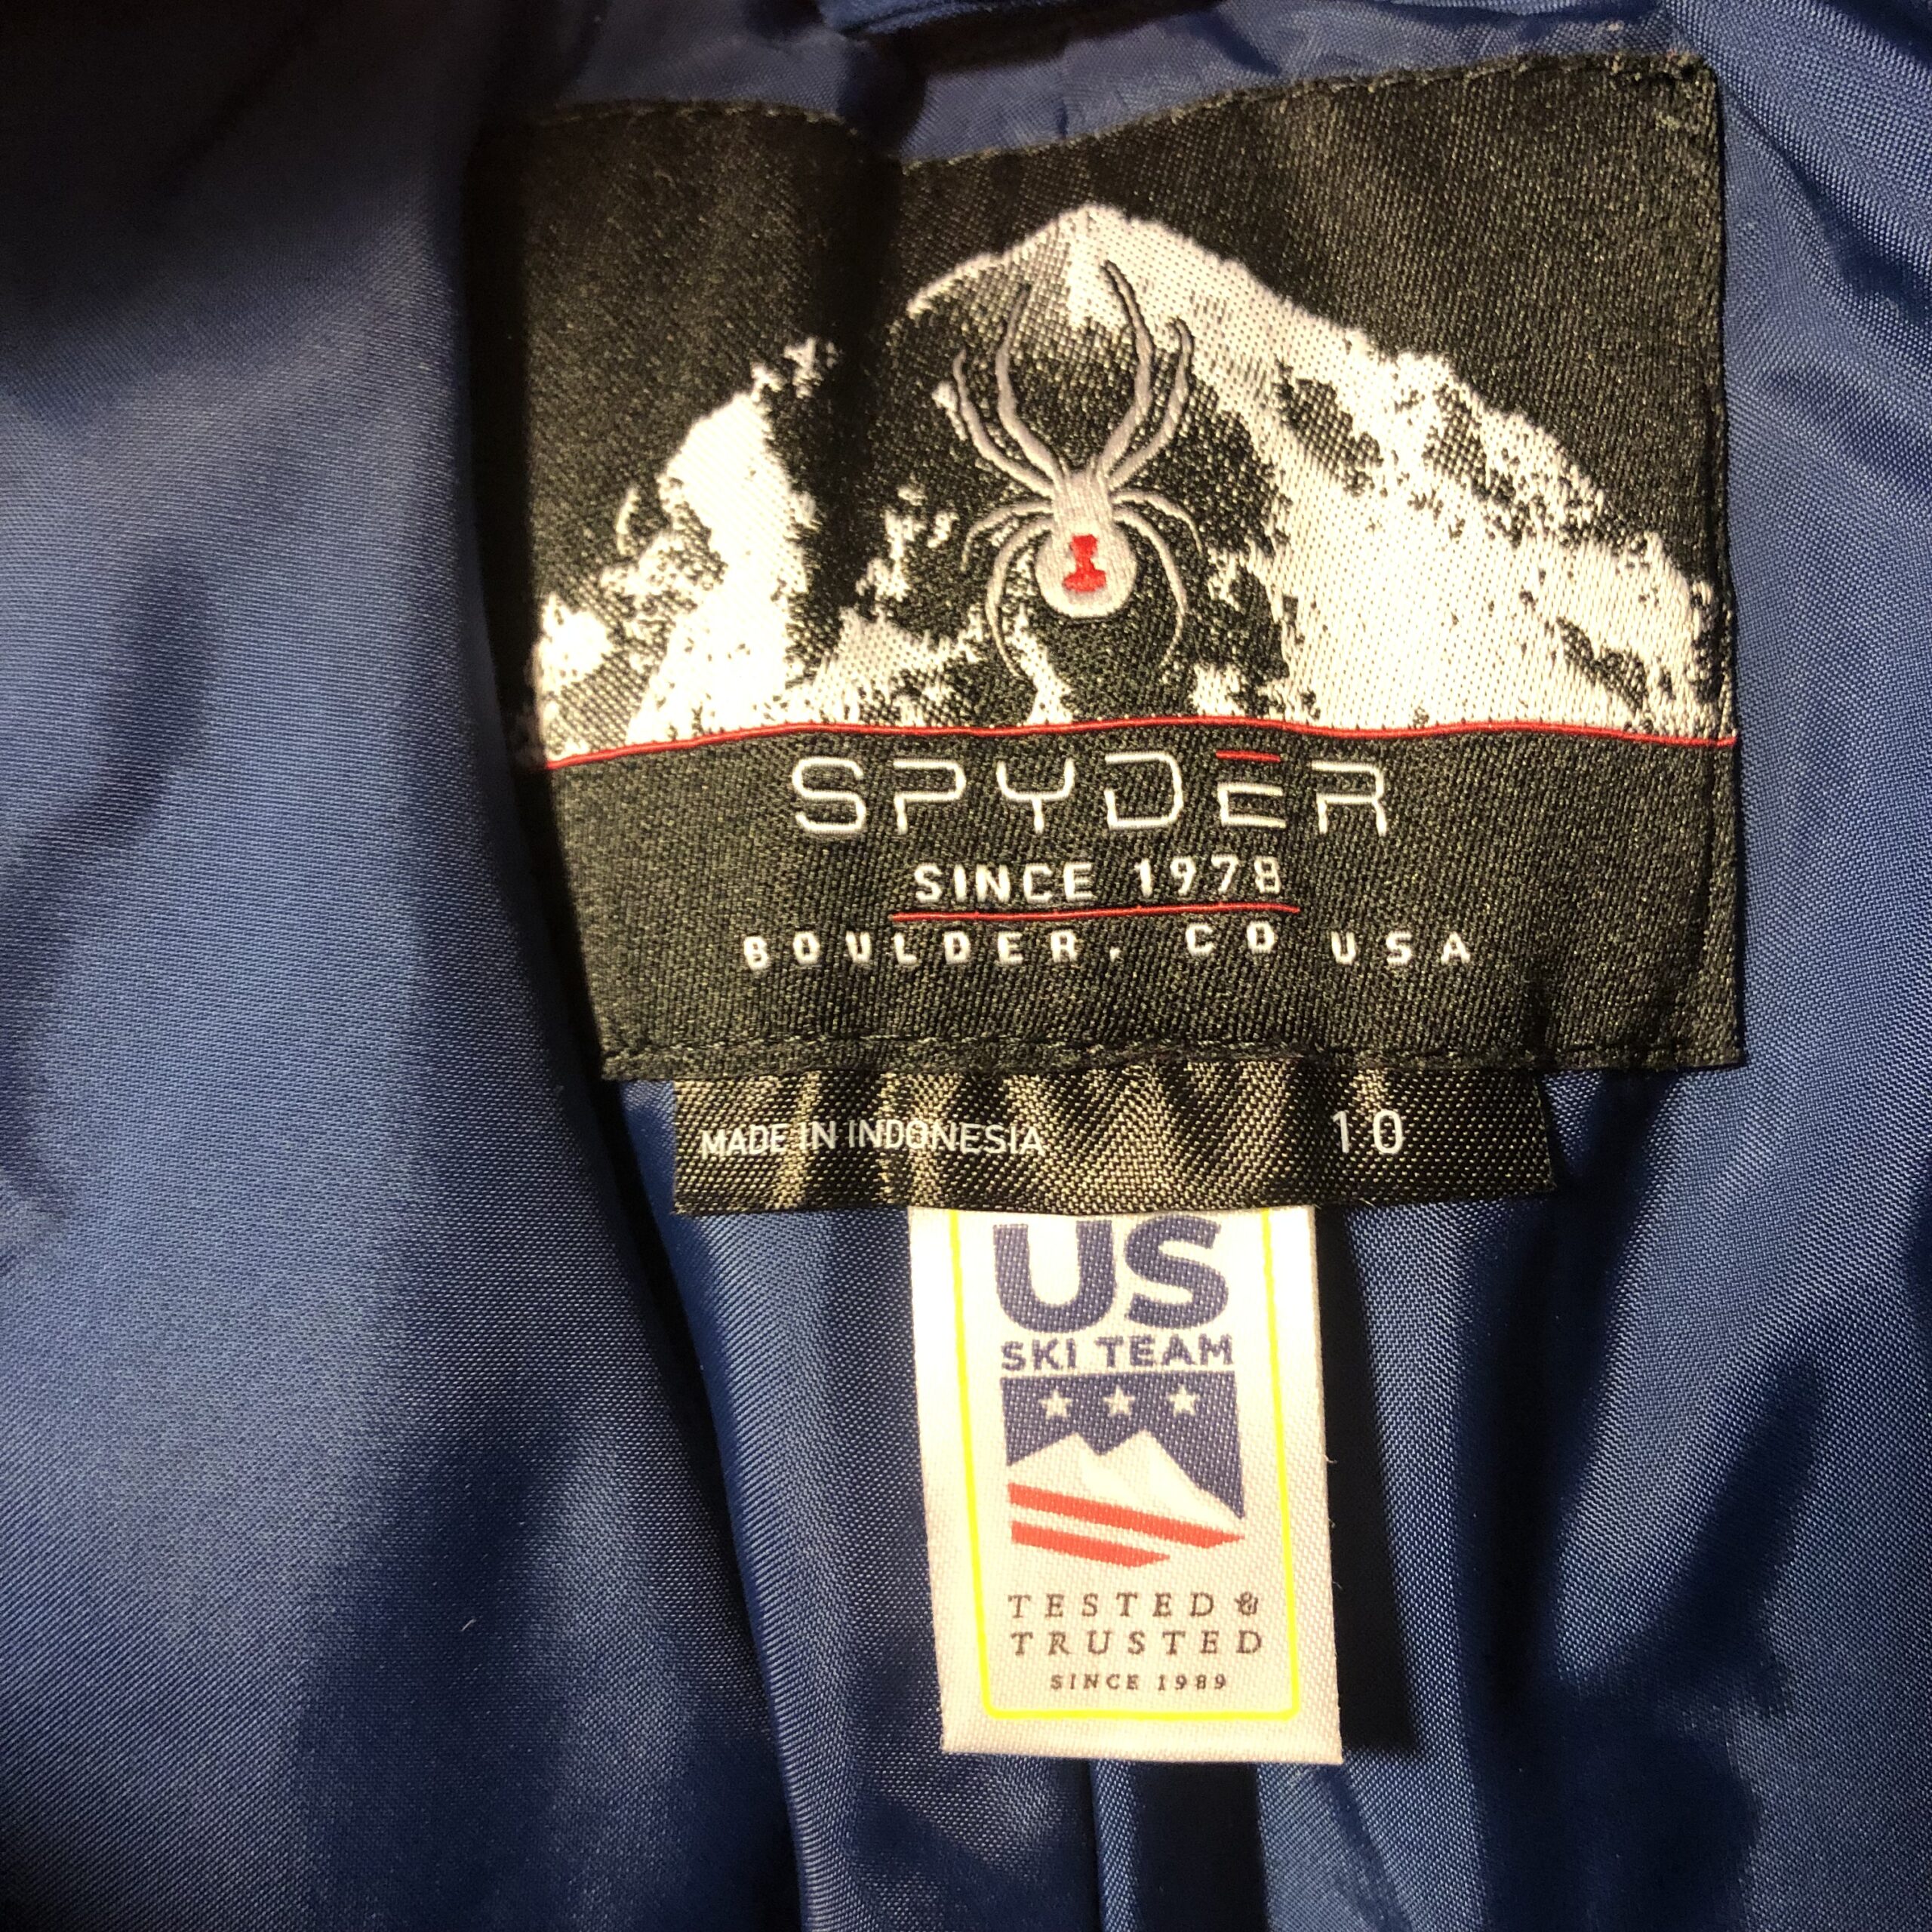 SPYDER
SINCE 1978
BOULDER, CO USA
MADE IN INDONESIA 10
US
SKI TEAM
TESTED &
TRUSTED
SINCE 1989